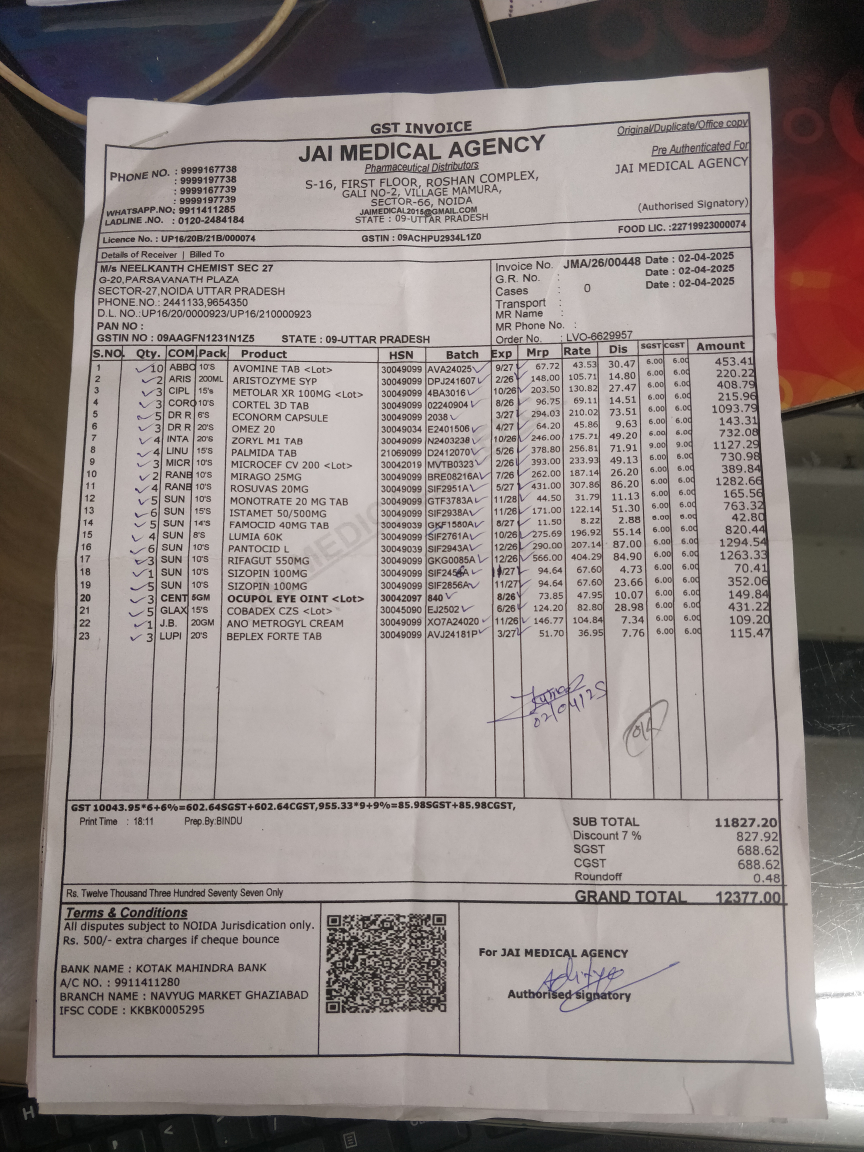 GST INVOICE
Original/Duplicate/Office copy
JAI MEDICAL AGENCY
Pharmaceutical Distributors
S-16, FIRST FLOOR, ROSHAN COMPLEX,
GALI NO-2, VILLAGE MAMURA,
SECTOR-66, NOIDA
JAIMEDICAL2015@GMAIL.COM
STATE : 09-UTTAR PRADESH
PHONE NO. : 9999167738
: 9999197738
: 9999167739
: 9999197739
WHATSAPP.NO; 9911411285
LADLINE .NO. : 0120-2484184
Pre Authenticated For
JAI MEDICAL AGENCY
(Authorised Signatory)
Licence No. : UP16/20B/21B/000074 GSTIN : 09ACHPU2934L1Z0 FOOD LIC. :22719923000074
Details of Receiver | Billed To
M/s NEELKANTH CHEMIST SEC 27
G-20,PARSAVANATH PLAZA
SECTOR-27,NOIDA UTTAR PRADESH
PHONE.NO.: 2441133,9654350
D.L. NO.:UP16/20/0000923/UP16/210000923
PAN NO :
GSTIN NO : 09AAGFN1231N1Z5 STATE : 09-UTTAR PRADESH
Invoice No. JMA/26/00448 Date : 02-04-2025
G.R. No. : Date : 02-04-2025
Cases : 0 Date : 02-04-2025
Transport :
MR Name :
MR Phone No. :
Order No. : LVO-6629957
S.NO. Qty. COM Pack Product HSN Batch Exp Mrp Rate Dis SGST CGST Amount
1 10 ABBO 10'S AVOMINE TAB <Lot> 30049099 AVA24025 9/27 67.72 43.53 30.47 6.00 6.0 453.41
2 2 ARIS 200ML ARISTOZYME SYP 30049099 DPJ241607 2/26 148.00 105.71 14.80 6.00 6.0 220.22
3 3 CIPL 15's METOLAR XR 100MG <Lot> 30049099 4BA3016 10/26 203.50 130.82 27.47 6.00 6.0 408.79
4 3 CORO 10'S CORTEL 3D TAB 30049099 02240904 8/26 96.75 69.11 14.51 6.00 6.0 215.96
5 5 DR R 6'S ECONORM CAPSULE 30049099 2038 3/27 294.03 210.02 73.51 6.00 6.0 1093.79
6 3 DR R 20'S OMEZ 20 30049034 E2401506 4/27 64.20 45.86 9.63 6.00 6.0 143.31
7 4 INTA 20'S ZORYL M1 TAB 30049099 N2403238 10/26 246.00 175.71 49.20 6.00 6.0 732.08
8 4 LINU 15'S PALMIDA TAB 21069099 D2412070 5/26 378.80 256.81 71.91 9.00 9.0 1127.29
9 3 MICR 10'S MICROCEF CV 200 <Lot> 30042019 MVTB0323 2/26 393.00 233.93 49.13 6.00 6.0 730.98
10 2 RANB 10'S MIRAGO 25MG 30049099 BRE08216A 7/26 262.00 187.14 26.20 6.00 6.0 389.84
11 4 RANB 10'S ROSUVAS 20MG 30049099 SIF2951A 5/27 431.00 307.86 86.20 6.00 6.0 1282.66
12 5 SUN 10'S MONOTRATE 20 MG TAB 30049099 GTF3783A 11/28 44.50 31.79 11.13 6.00 6.0 165.56
13 6 SUN 15'S ISTAMET 50/500MG 30049099 SIF2938A 11/26 171.00 122.14 51.30 6.00 6.0 763.32
14 5 SUN 14'S FAMOCID 40MG TAB 30049039 GKF1580A 8/27 11.50 8.22 2.88 6.00 6.0 42.80
15 4 SUN 8'S LUMIA 60K 30049099 SIF2761A 10/26 275.69 196.92 55.14 6.00 6.0 820.44
16 6 SUN 10'S PANTOCID L 30049039 SIF2943A 12/26 290.00 207.14 87.00 6.00 6.0 1294.54
17 3 SUN 10'S RIFAGUT 550MG 30049099 GKG0085A 12/26 566.00 404.29 84.90 6.00 6.0 1263.33
18 1 SUN 10'S SIZOPIN 100MG 30049099 11/27 94.64 67.60 4.73 6.00 6.0 70.41
19 5 SUN 10'S SIZOPIN 100MG 30049099 SIF2856A 11/27 94.64 67.60 23.66 6.00 6.0 352.06
20 3 CENT 5GM OCUPOL EYE OINT <Lot> 30042097 840 8/26 73.85 47.95 10.07 6.00 6.0 149.84
21 5 GLAX 15'S COBADEX CZS <Lot> 30045090 EJ2502 6/26 124.20 82.80 28.98 6.00 6.0 431.22
22 1 J.B. 20GM ANO METROGYL CREAM 30049099 XO7A24020 11/26 146.77 104.84 7.34 6.00 6.0 109.20
23 3 LUPI 20'S BEPLEX FORTE TAB 30049099 AVJ24181P 3/27 51.70 36.95 7.76 6.00 6.0 115.47
02/04/25
GST 10043.95*6+6%=602.64SGST+602.64CGST,955.33*9+9%=85.98SGST+85.98CGST,
Print Time : 18:11 Prep.By:BINDU
SUB TOTAL 11827.20
Discount 7 % 827.92
SGST 688.62
CGST 688.62
Roundoff 0.48
Rs. Twelve Thousand Three Hundred Seventy Seven Only
GRAND TOTAL 12377.00
Terms & Conditions
All disputes subject to NOIDA Jurisdication only.
Rs. 500/- extra charges if cheque bounce
BANK NAME : KOTAK MAHINDRA BANK
A/C NO. : 9911411280
BRANCH NAME : NAVYUG MARKET GHAZIABAD
IFSC CODE : KKBK0005295
For JAI MEDICAL AGENCY
Authorised signatory